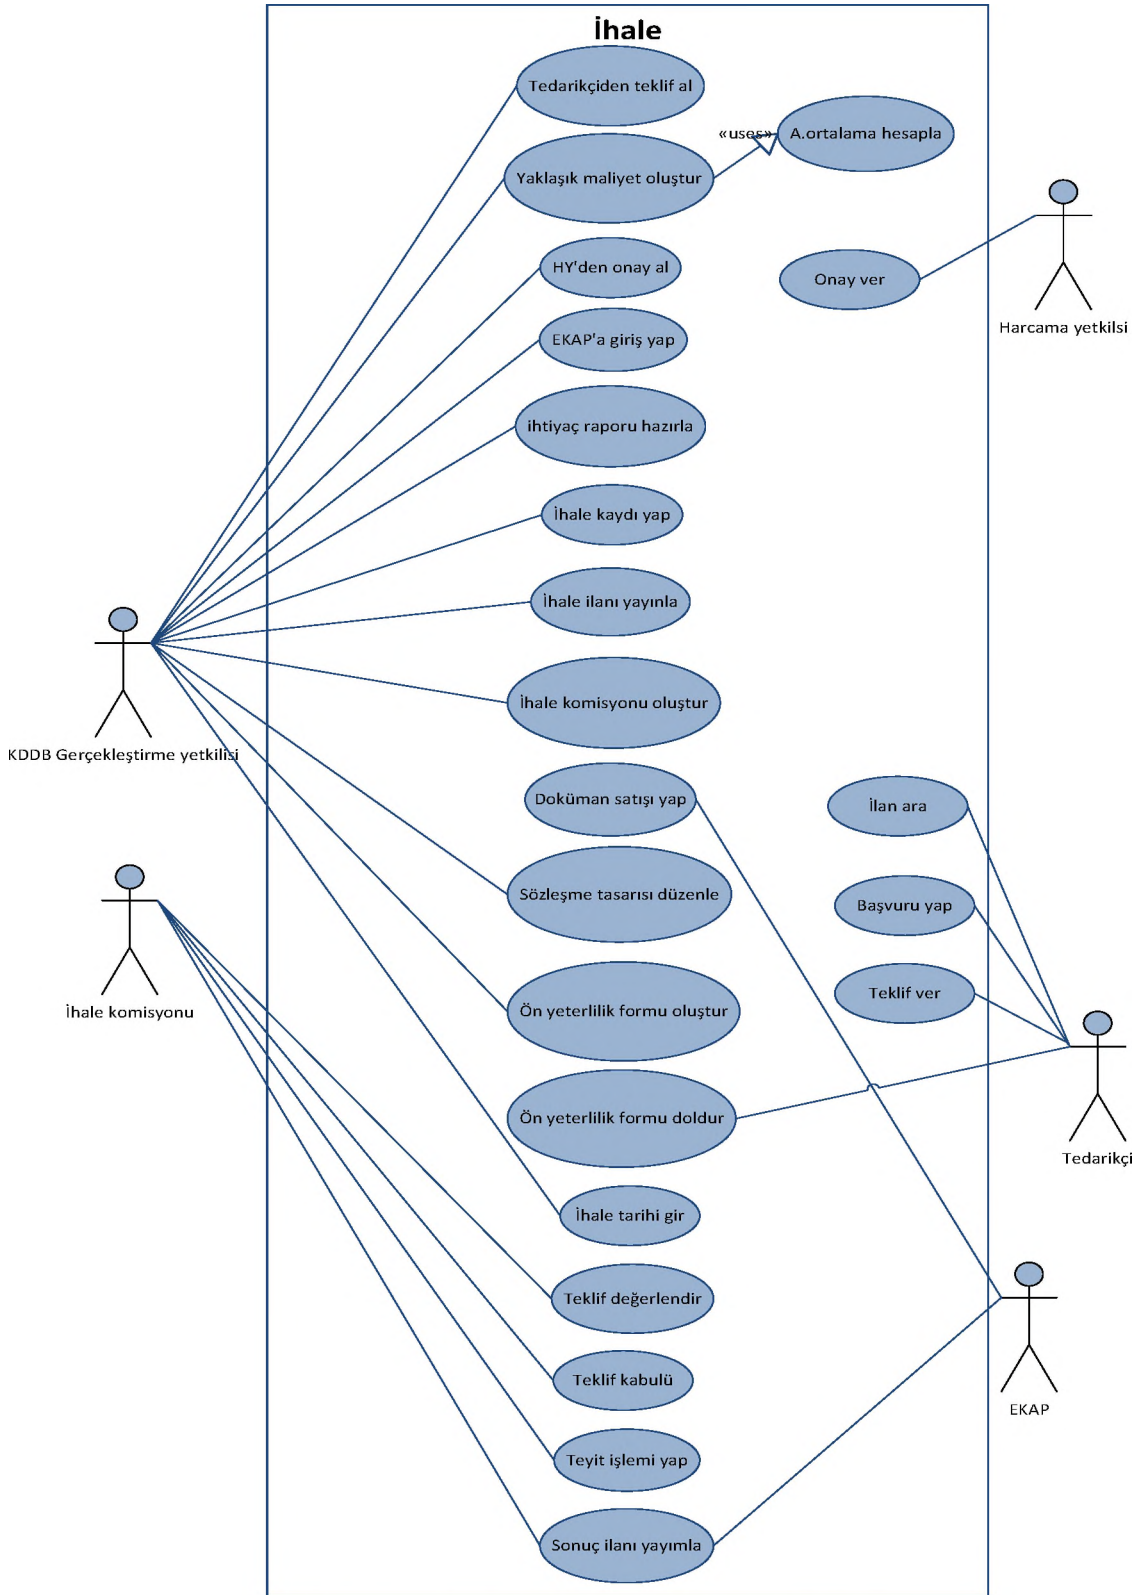 İhale
Tedarikçiden teklif al
«uses»
A.ortalama hesapla
Yaklaşık maliyet oluştur
HY'den onay al
Onay ver
Harcama yetkilsi
EKAP'a giriş yap
ihtiyaç raporu hazırla
İhale kaydı yap
İhale ilanı yayınla
İhale komisyonu oluştur
KDDB Gerçekleştirme yetkilisi
Doküman satışı yap
İlan ara
Sözleşme tasarısı düzenle
Başvuru yap
İhale komisyonu
Teklif ver
Ön yeterlilik formu oluştur
Ön yeterlilik formu doldur
Tedarikçi
İhale tarihi gir
Teklif değerlendir
Teklif kabulü
EKAP
Teyit işlemi yap
Sonuç ilanı yayımla